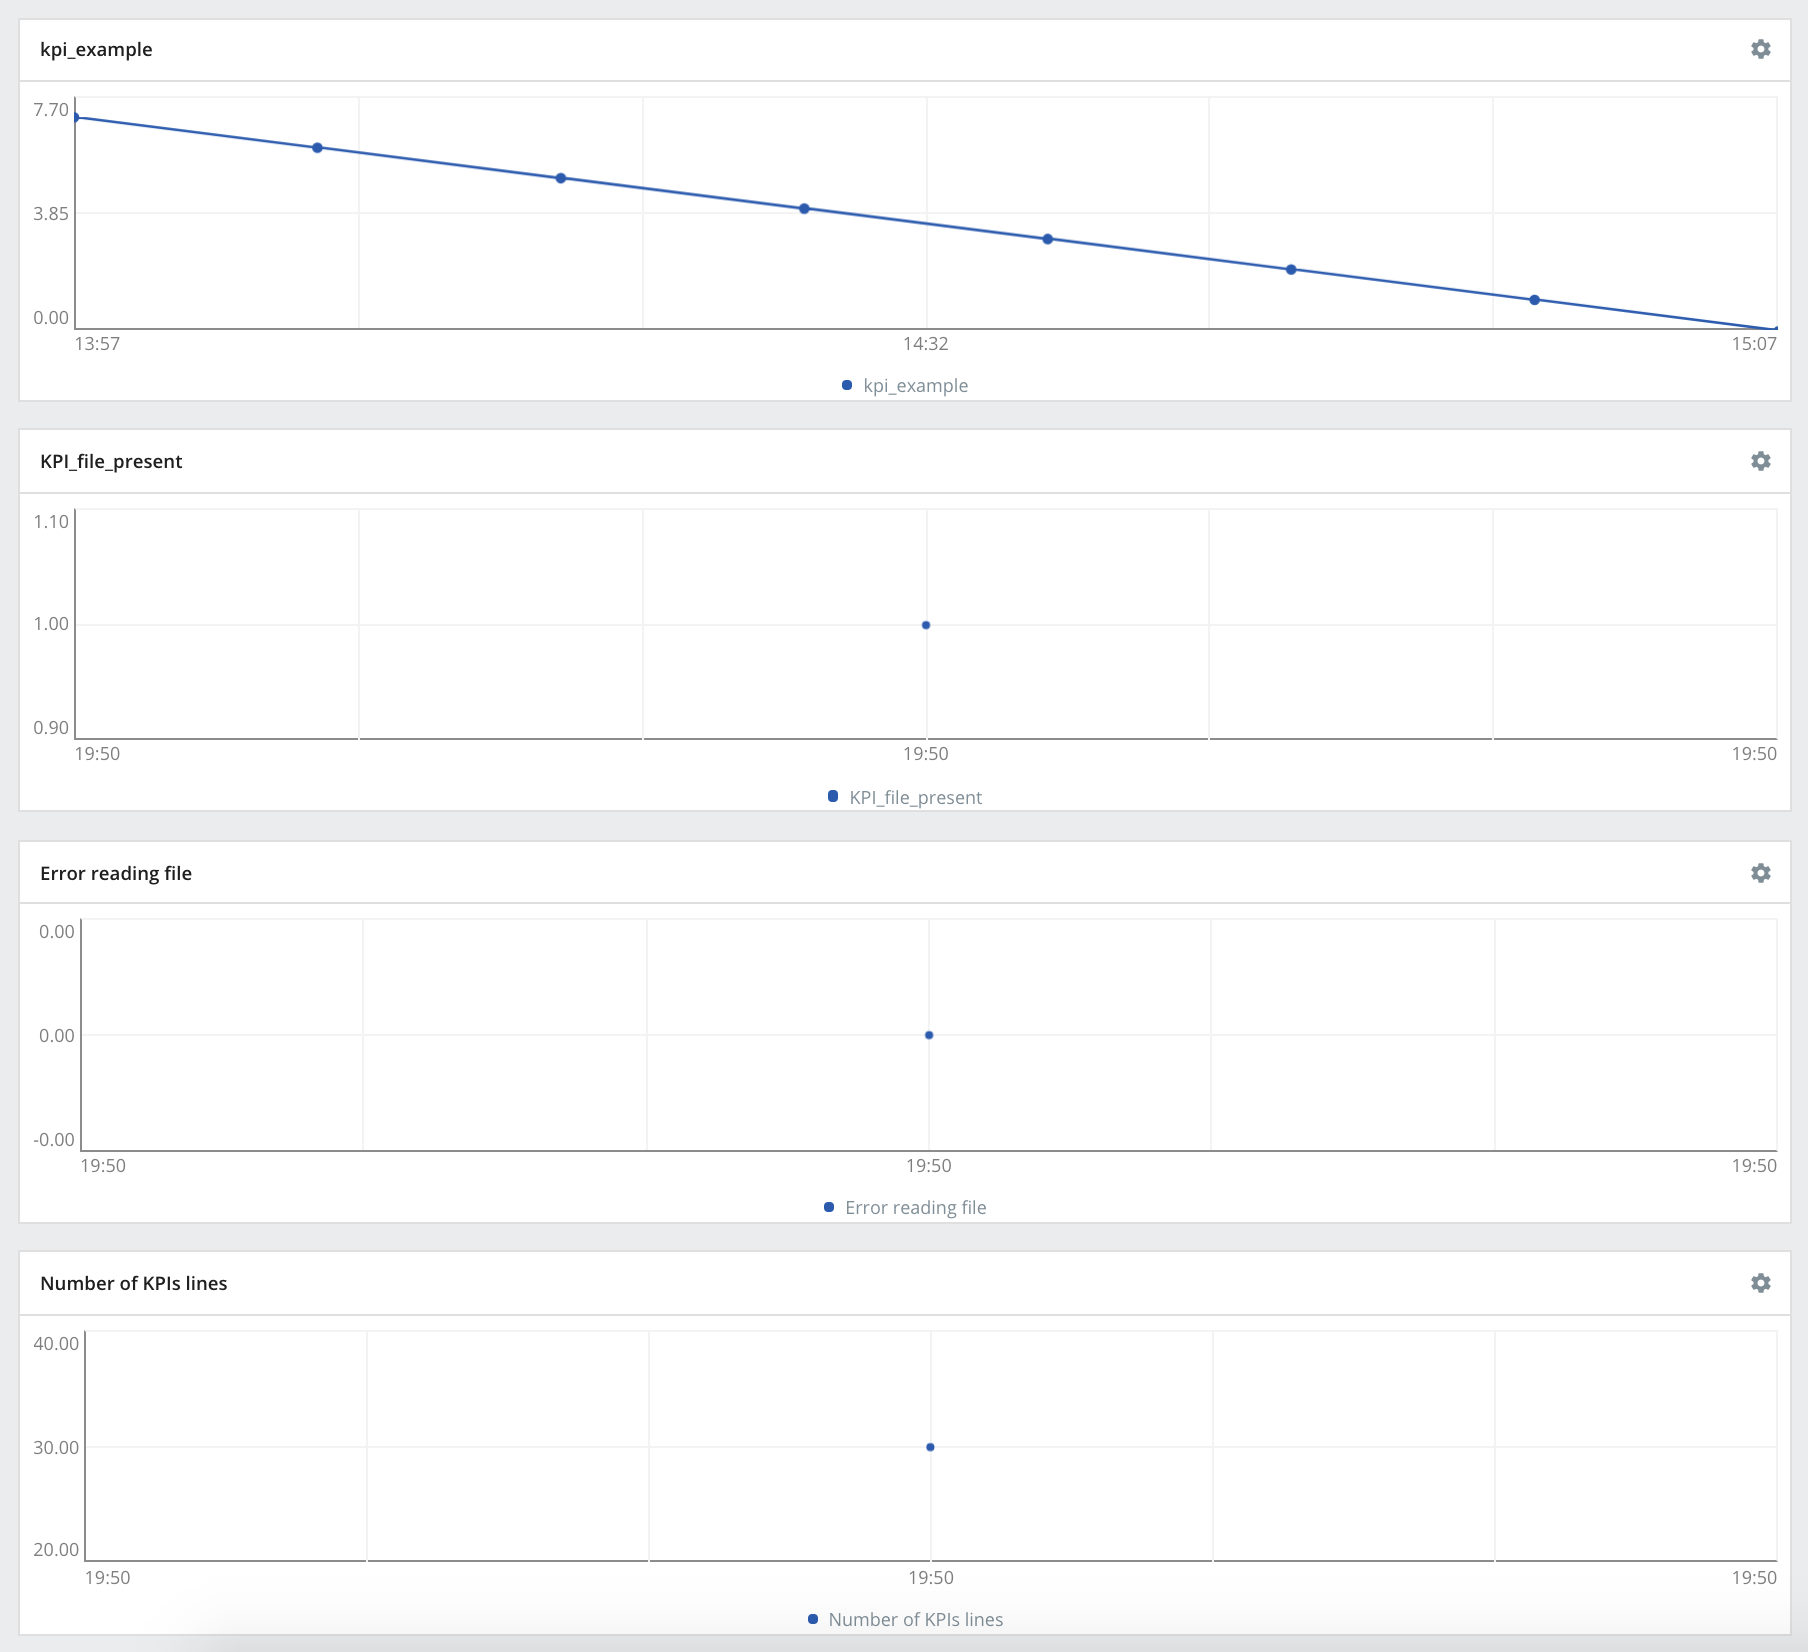 kpi_example
7.70
3.85
0.00
13:57 14:32 15:07
kpi_example
KPI_file_present
1.10
1.00
0.90
19:50 19:50 19:50
KPI_file_present
Error reading file
0.00
0.00
-0.00
19:50 19:50 19:50
Error reading file
Number of KPIs lines
40.00
30.00
20.00
19:50 19:50 19:50
Number of KPIs lines